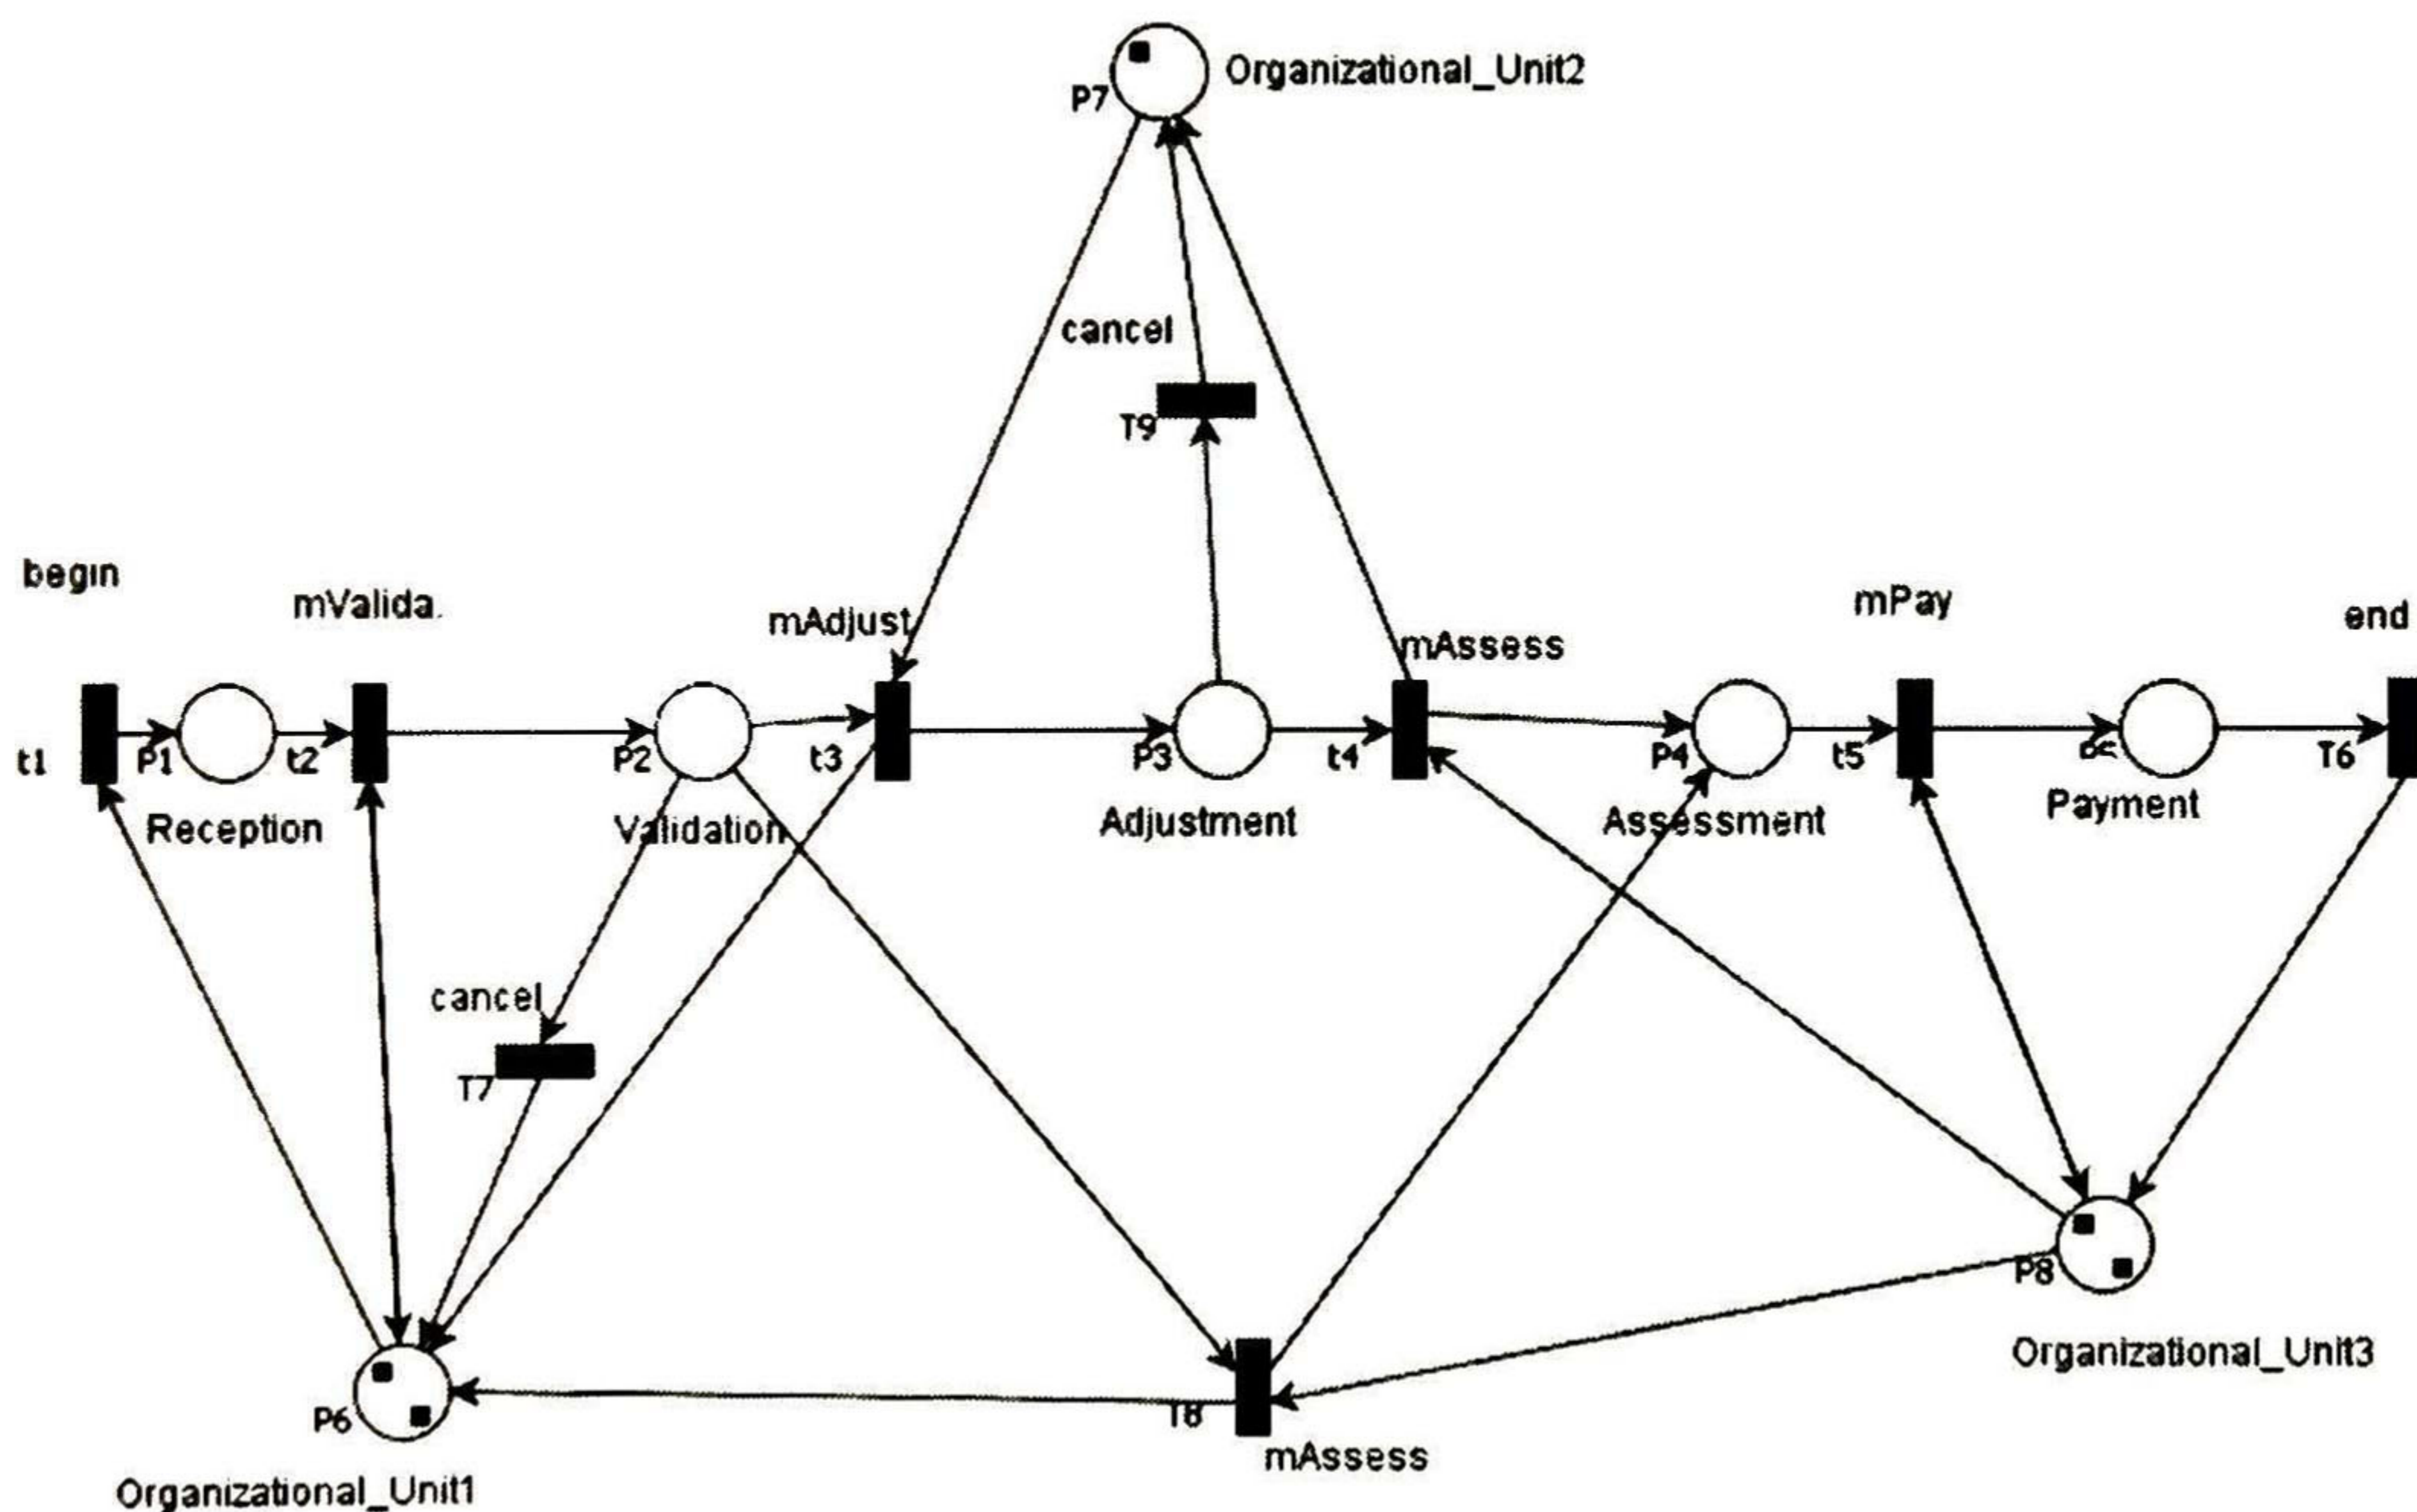 P7
Organizational_Unit2
cancel
T9
begin
mValida.
mAdjust
mAssess
mPay
end
t1
P1
t2
P2
t3
P3
t4
P4
t5
P5
T6
Reception
Validation
Adjustment
Assessment
Payment
cancel
T7
P8
Organizational_Unit3
P6
T8
mAssess
Organizational_Unit1